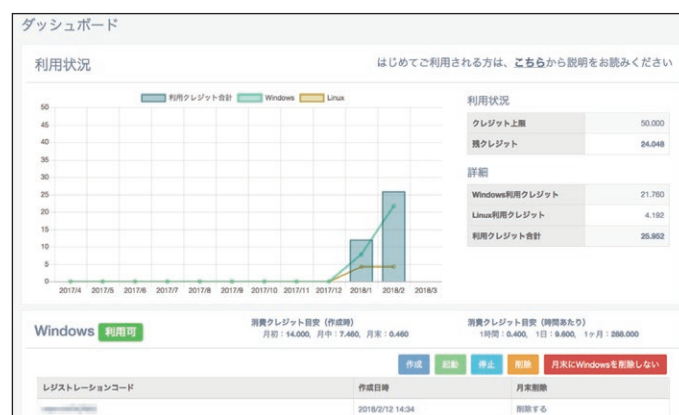 ダッシュボード
利用状況
はじめてご利用される方は、こちらから説明をお読みください
利用クレジット合計 Windows Linux
50
45
40
35
30
25
20
15
10
5
0
2017/4 2017/5 2017/6 2017/7 2017/8 2017/9 2017/10 2017/11 2017/12 2018/1 2018/2 2018/3
利用状況
クレジット上限 50.000
残クレジット 24.048
詳細
Windows利用クレジット 21.760
Linux利用クレジット 4.192
利用クレジット合計 25.952
Windows 利用可
消費クレジット目安（作成時）
月初：14.000, 月中：7.460, 月末：0.460
消費クレジット目安（時間あたり）
1時間：0.400, 1日：9.600, 1ヶ月：288.000
作成 起動 停止 削除 月末にWindowsを削除しない
レジストレーションコード 作成日時 月末削除
2018/2/12 14:34 削除する